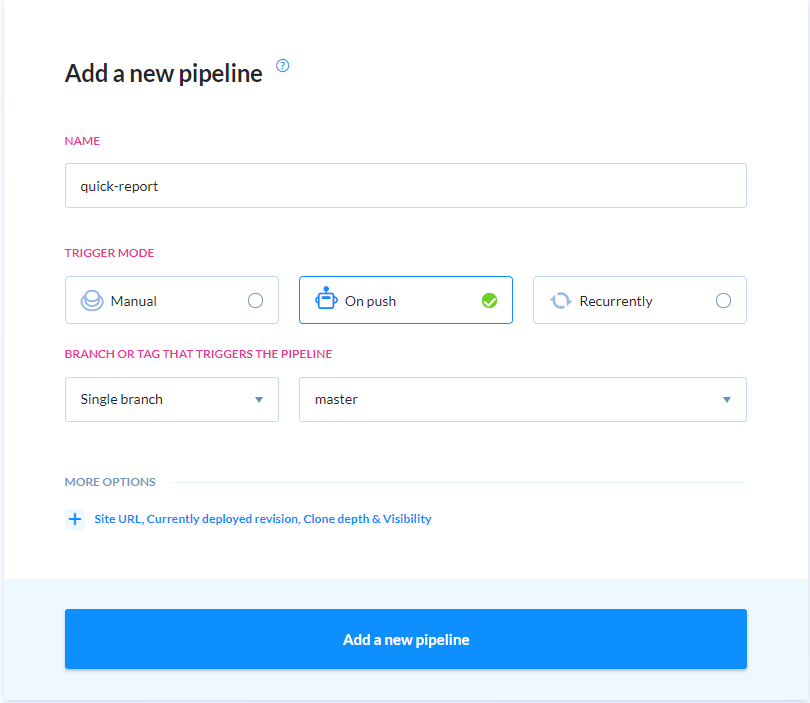 Add a new pipeline ?
NAME
quick-report
TRIGGER MODE
Manual On push Recurrently
BRANCH OR TAG THAT TRIGGERS THE PIPELINE
Single branch master
MORE OPTIONS
+ Site URL, Currently deployed revision, Clone depth & Visibility
Add a new pipeline